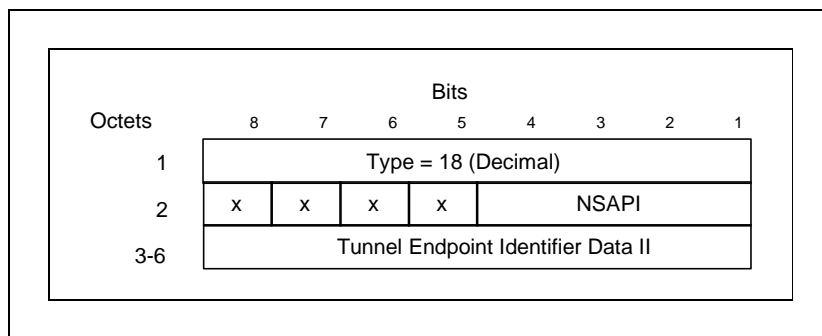 Bits
Octets 8 7 6 5 4 3 2 1
1 Type = 18 (Decimal)
2 x x x x NSAPI
3-6 Tunnel Endpoint Identifier Data II